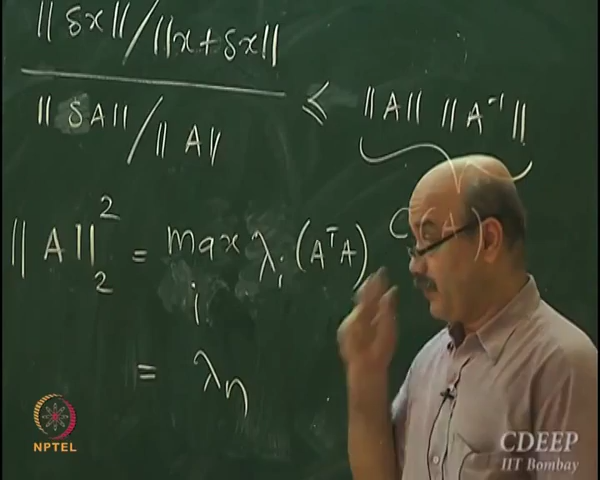 ||δx|| / ||x + δx||
||δA|| / ||A|| ≤ ||A|| ||A⁻¹||
C(A)
||A||₂² = max λᵢ (AᵀA)
i
= λₙ
NPTEL
CDEEP
IIT Bombay